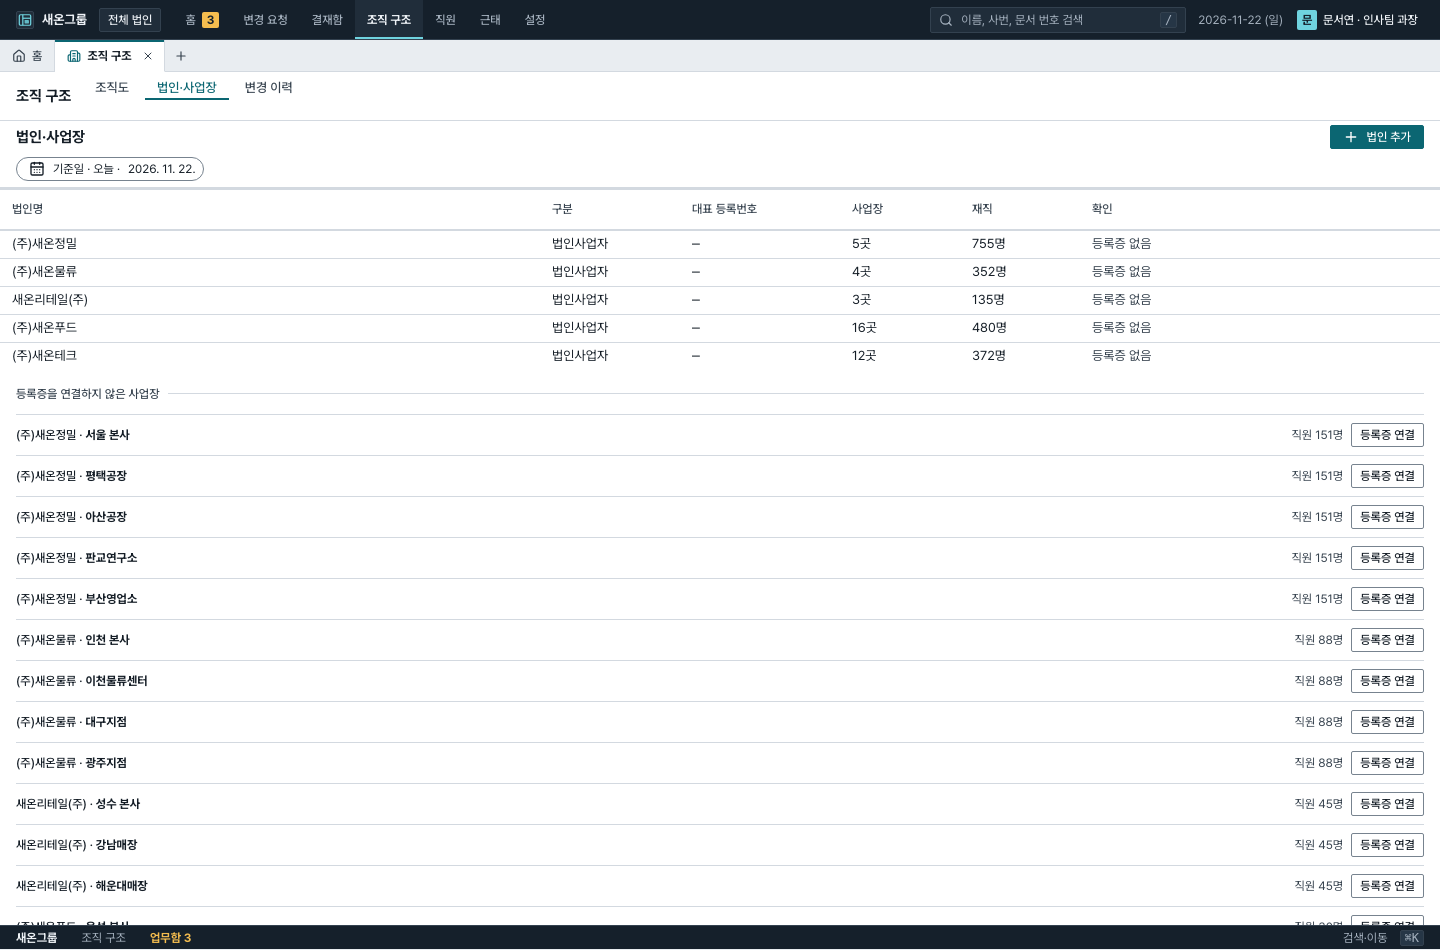 새온그룹 전체 법인 홈 3 변경 요청 결재함 조직 구조 직원 근태 설정 이름, 사번, 문서 번호 검색 / 2026-11-22 (일) 문 문서연 · 인사팀 과장
홈 조직 구조
조직 구조 조직도 법인·사업장 변경 이력
법인·사업장 법인 추가
기준일 · 오늘 · 2026. 11. 22.
법인명 구분 대표 등록번호 사업장 재직 확인
(주)새온정밀 법인사업자 – 5곳 755명 등록증 없음
(주)새온물류 법인사업자 – 4곳 352명 등록증 없음
새온리테일(주) 법인사업자 – 3곳 135명 등록증 없음
(주)새온푸드 법인사업자 – 16곳 480명 등록증 없음
(주)새온테크 법인사업자 – 12곳 372명 등록증 없음
등록증을 연결하지 않은 사업장
(주)새온정밀 · 서울 본사 직원 151명 등록증 연결
(주)새온정밀 · 평택공장 직원 151명 등록증 연결
(주)새온정밀 · 아산공장 직원 151명 등록증 연결
(주)새온정밀 · 판교연구소 직원 151명 등록증 연결
(주)새온정밀 · 부산영업소 직원 151명 등록증 연결
(주)새온물류 · 인천 본사 직원 88명 등록증 연결
(주)새온물류 · 이천물류센터 직원 88명 등록증 연결
(주)새온물류 · 대구지점 직원 88명 등록증 연결
(주)새온물류 · 광주지점 직원 88명 등록증 연결
새온리테일(주) · 성수 본사 직원 45명 등록증 연결
새온리테일(주) · 강남매장 직원 45명 등록증 연결
새온리테일(주) · 해운대매장 직원 45명 등록증 연결
새온그룹 조직 구조 업무함 3 검색·이동 ⌘K